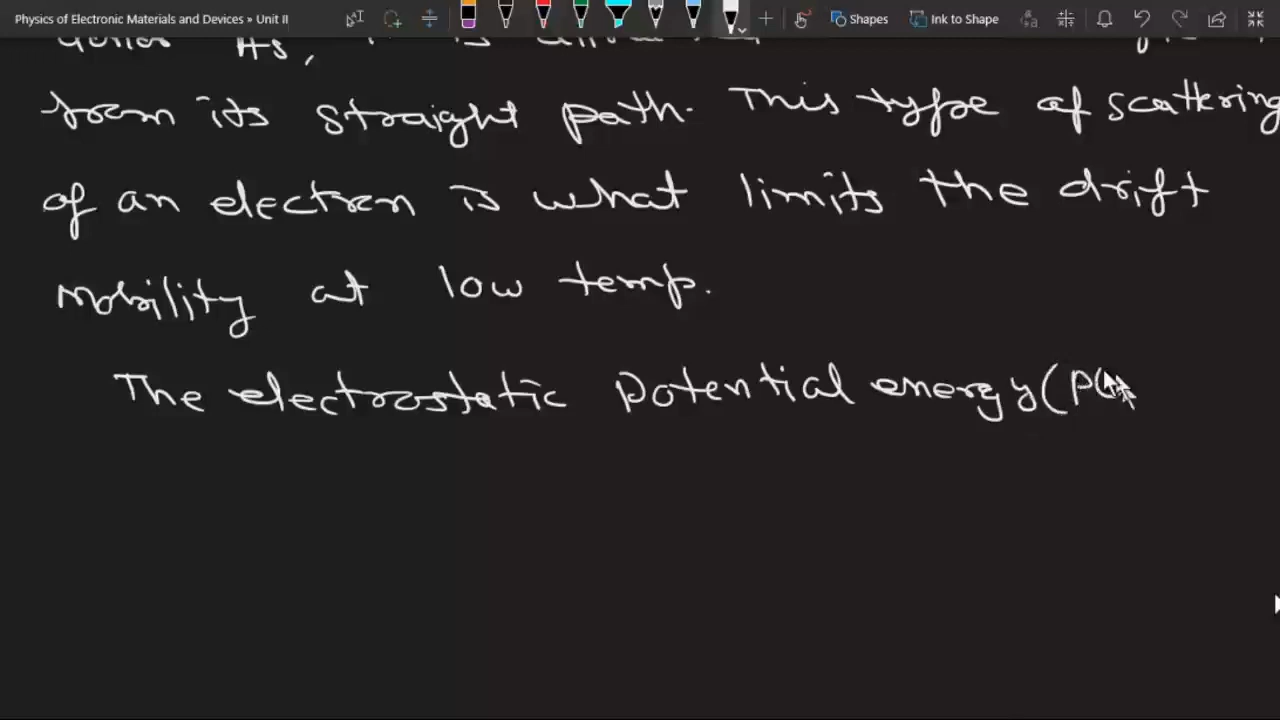 Physics of Electronic Materials and Devices » Unit II
Shapes
Ink to Shape
As,
from its straight path. This type of scattering
of an electron is what limits the drift
mobility at low temp.
The electrostatic potential energy (P